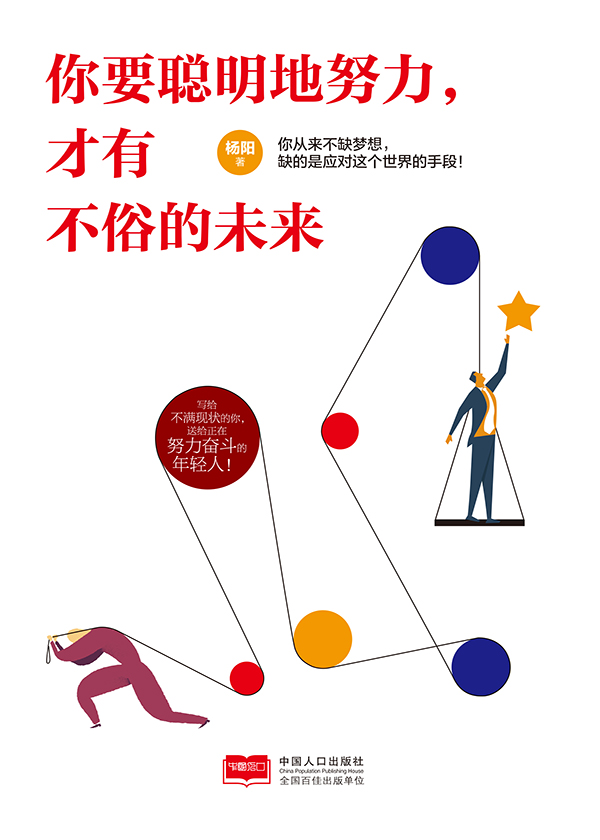 你要聪明地努力，
才有
杨阳
著
你从来不缺梦想，
缺的是应对这个世界的手段！
不俗的未来
写给
不满现状的你，
送给正在
努力奋斗的
年轻人！
中国人口出版社
China Population Publishing House
全国百佳出版单位